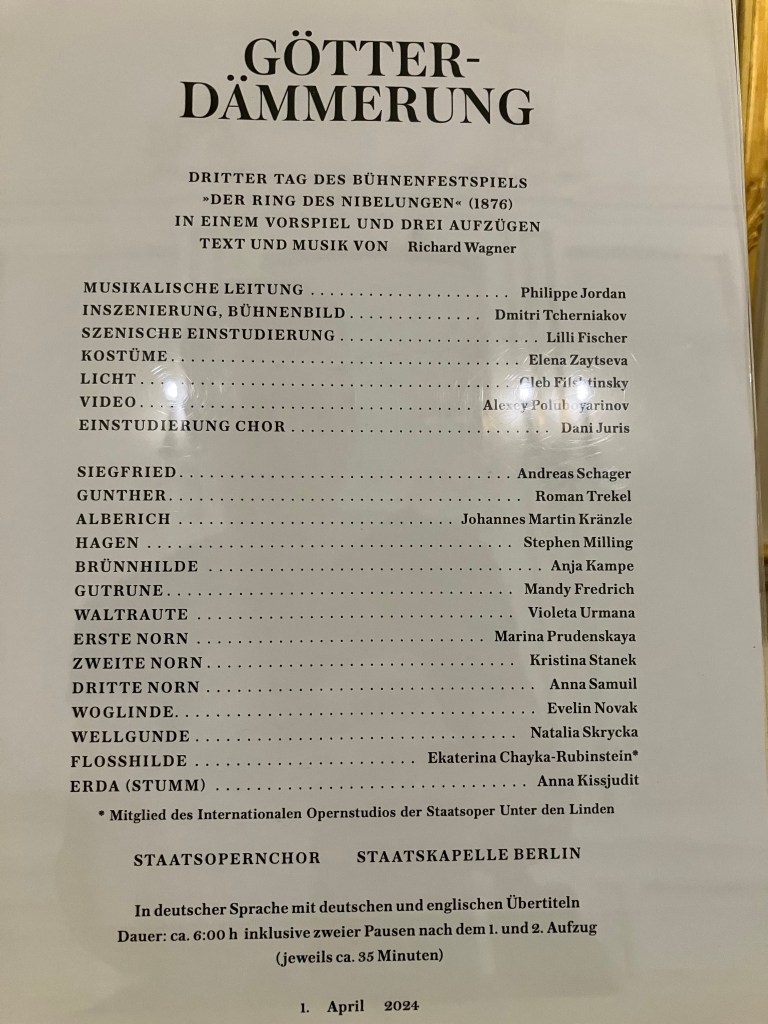 GÖTTER-
DÄMMERUNG
DRITTER TAG DES BÜHNENFESTSPIELS
»DER RING DES NIBELUNGEN« (1876)
IN EINEM VORSPIEL UND DREI AUFZÜGEN
TEXT UND MUSIK VON Richard Wagner
MUSIKALISCHE LEITUNG . . . . . . . . . . . . . . . . . . . . . Philippe Jordan
INSZENIERUNG, BÜHNENBILD . . . . . . . . . . . . . . Dmitri Tcherniakov
SZENISCHE EINSTUDIERUNG . . . . . . . . . . . . . . . . . . . . . Lilli Fischer
KOSTÜME . . . . . . . . . . . . . . . . . . . . . . . . . . . . . . . . . . . . . Elena Zaytseva
LICHT . . . . . . . . . . . . . . . . . . . . . . . . . . . . . . . . . . . . . . . Gleb
VIDEO . . . . . . . . . . . . . . . . . . . . . . . . . . . . . . . . . . . Alexey Poluboyarinov
EINSTUDIERUNG CHOR . . . . . . . . . . . . . . . . . . . . . . . . . . . Dani Juris
SIEGFRIED . . . . . . . . . . . . . . . . . . . . . . . . . . . . . . . . . . . Andreas Schager
GUNTHER . . . . . . . . . . . . . . . . . . . . . . . . . . . . . . . . . . . . . Roman Trekel
ALBERICH . . . . . . . . . . . . . . . . . . . . . . . . . . . . . Johannes Martin Kränzle
HAGEN . . . . . . . . . . . . . . . . . . . . . . . . . . . . . . . . . . . . . . Stephen Milling
BRÜNNHILDE . . . . . . . . . . . . . . . . . . . . . . . . . . . . . . . . . . . Anja Kampe
GUTRUNE . . . . . . . . . . . . . . . . . . . . . . . . . . . . . . . . . . . . Mandy Fredrich
WALTRAUTE . . . . . . . . . . . . . . . . . . . . . . . . . . . . . . . . . . Violeta Urmana
ERSTE NORN . . . . . . . . . . . . . . . . . . . . . . . . . . . . . . Marina Prudenskaya
ZWEITE NORN . . . . . . . . . . . . . . . . . . . . . . . . . . . . . . . . Kristina Stanek
DRITTE NORN . . . . . . . . . . . . . . . . . . . . . . . . . . . . . . . . . . . Anna Samuil
WOGLINDE . . . . . . . . . . . . . . . . . . . . . . . . . . . . . . . . . . . . . . Evelin Novak
WELLGUNDE . . . . . . . . . . . . . . . . . . . . . . . . . . . . . . . . . . . Natalia Skrycka
FLOSSHILDE . . . . . . . . . . . . . . . . . . . . . . . Ekaterina Chayka-Rubinstein*
ERDA (STUMM) . . . . . . . . . . . . . . . . . . . . . . . . . . . . . . . . . Anna Kissjudit
* Mitglied des Internationalen Opernstudios der Staatsoper Unter den Linden
STAATSOPERNCHOR STAATSKAPELLE BERLIN
In deutscher Sprache mit deutschen und englischen Übertiteln
Dauer: ca. 6:00 h inklusive zweier Pausen nach dem 1. und 2. Aufzug
(jeweils ca. 35 Minuten)
1. April 2024